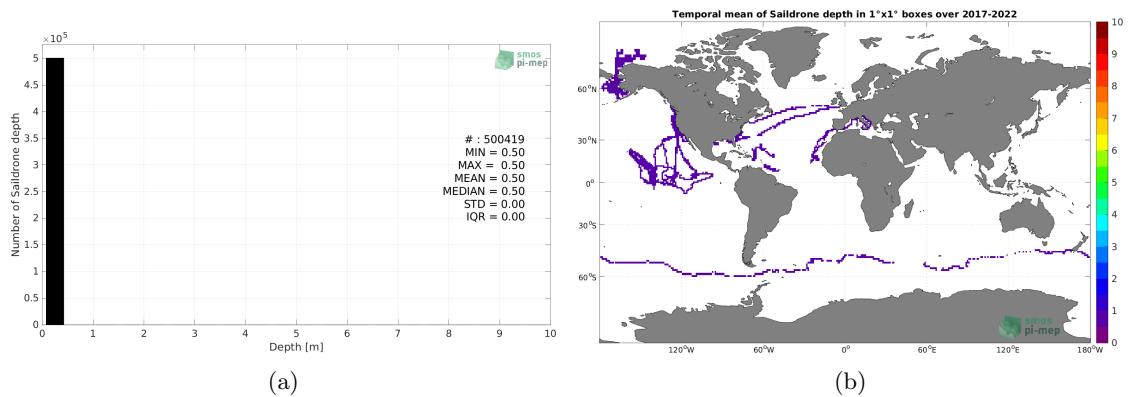 ×10⁵
5
4.5
4
3.5
3
2.5
2
1.5
1
0.5
0
Number of Saildrone depth
smos
pi-mep
# : 500419
MIN = 0.50
MAX = 0.50
MEAN = 0.50
MEDIAN = 0.50
STD = 0.00
IQR = 0.00
0 1 2 3 4 5 6 7 8 9 10
Depth [m]
(a)
Temporal mean of Saildrone depth in 1°x1° boxes over 2017-2022
60°N
30°N
0°
30°S
60°S
120°W 60°W 0° 60°E 120°E 180°W
smos
pi-mep
10
9
8
7
6
5
4
3
2
1
0
(b)